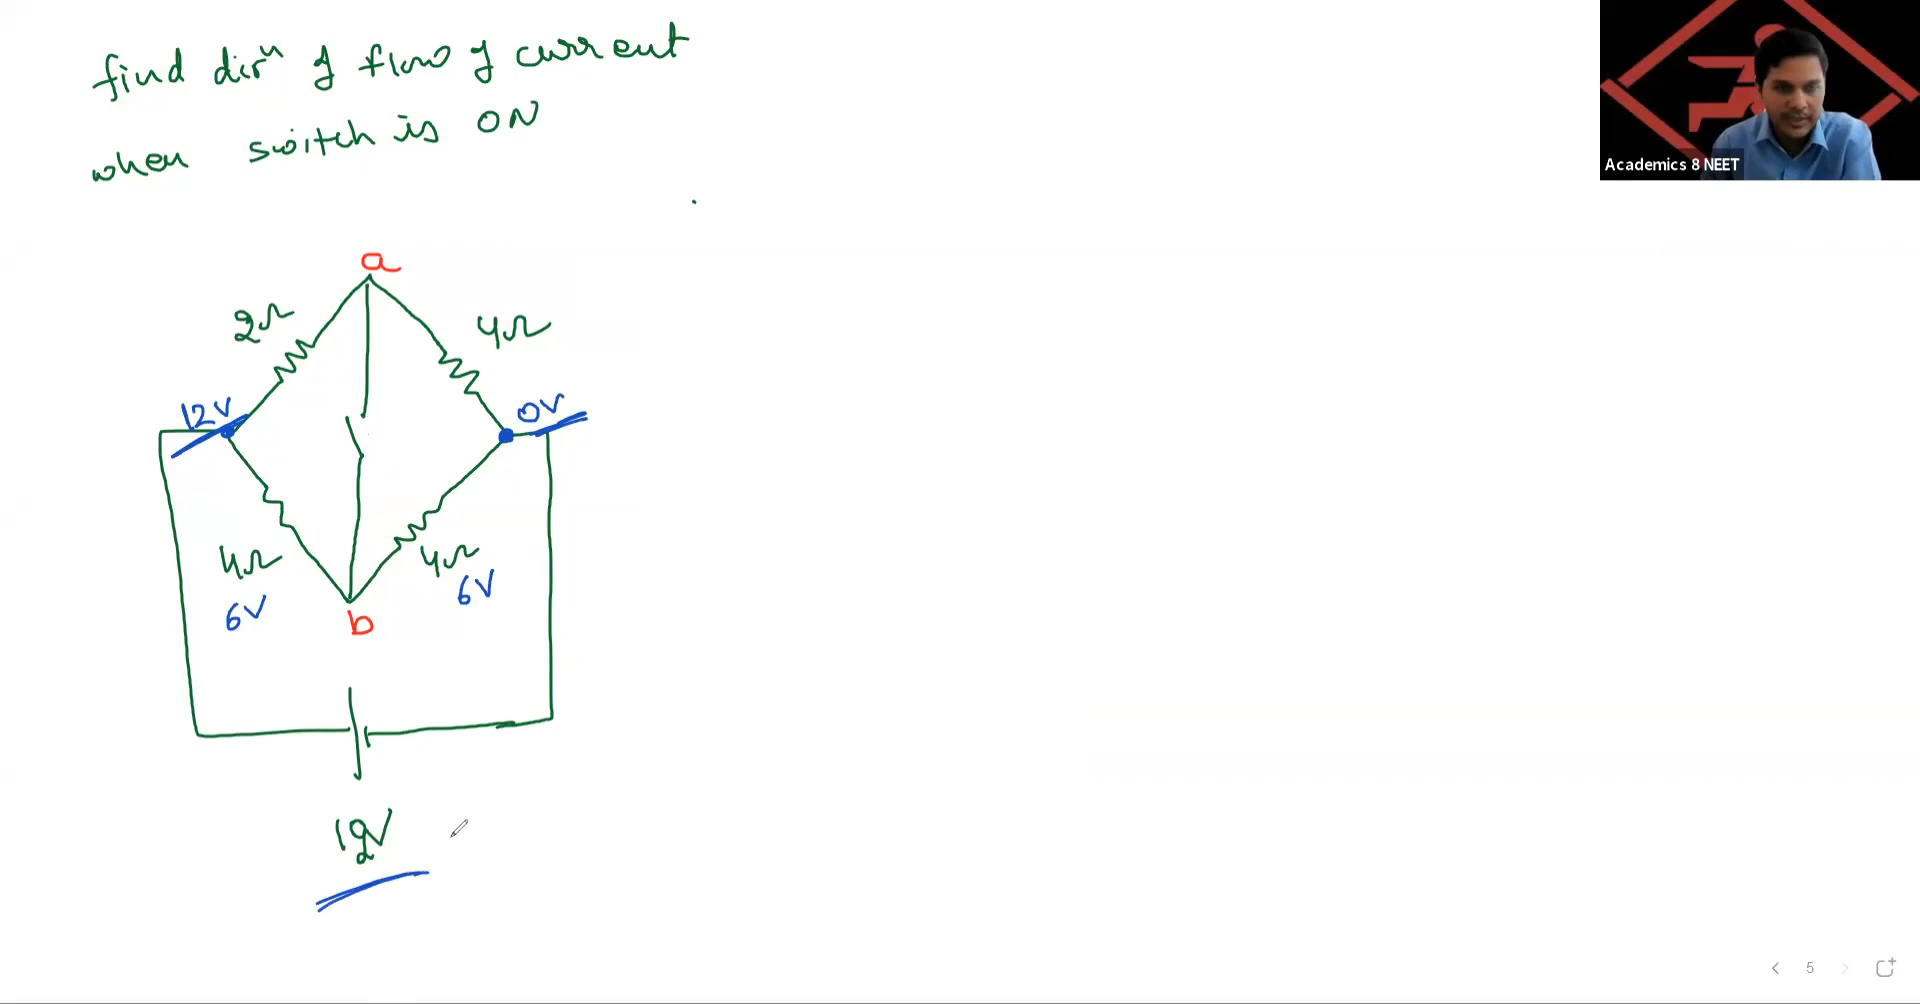 find dirⁿ of flow of current
when switch is ON
Academics 8 NEET
a
2Ω
4Ω
12V
0V
4Ω
4Ω
6V
6V
b
12V
5